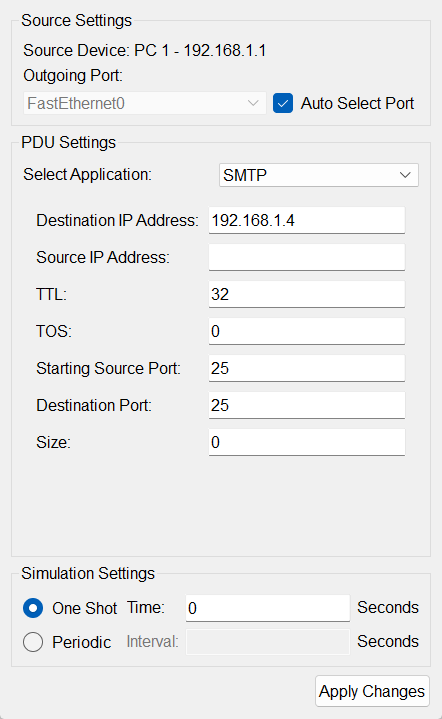 Source Settings
Source Device: PC 1 - 192.168.1.1
Outgoing Port:
FastEthernet0 Auto Select Port
PDU Settings
Select Application: SMTP
Destination IP Address: 192.168.1.4
Source IP Address:
TTL: 32
TOS: 0
Starting Source Port: 25
Destination Port: 25
Size: 0
Simulation Settings
One Shot Time: 0 Seconds
Periodic Interval: Seconds
Apply Changes